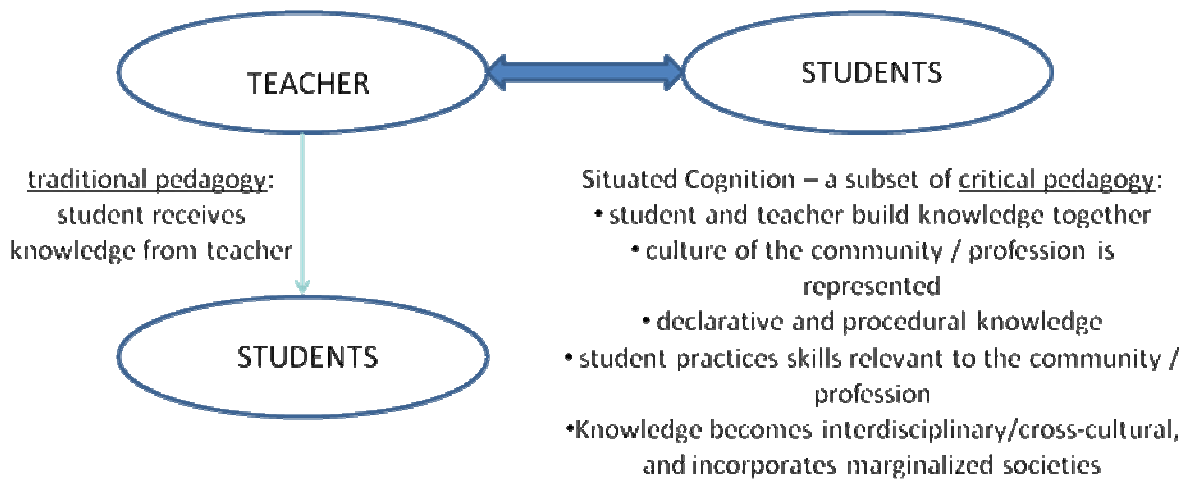 TEACHER
STUDENTS
traditional pedagogy:
student receives
knowledge from teacher
STUDENTS
Situated Cognition – a subset of critical pedagogy:
• student and teacher build knowledge together
• culture of the community / profession is
represented
• declarative and procedural knowledge
• student practices skills relevant to the community /
profession
•Knowledge becomes interdisciplinary/cross-cultural,
and incorporates marginalized societies